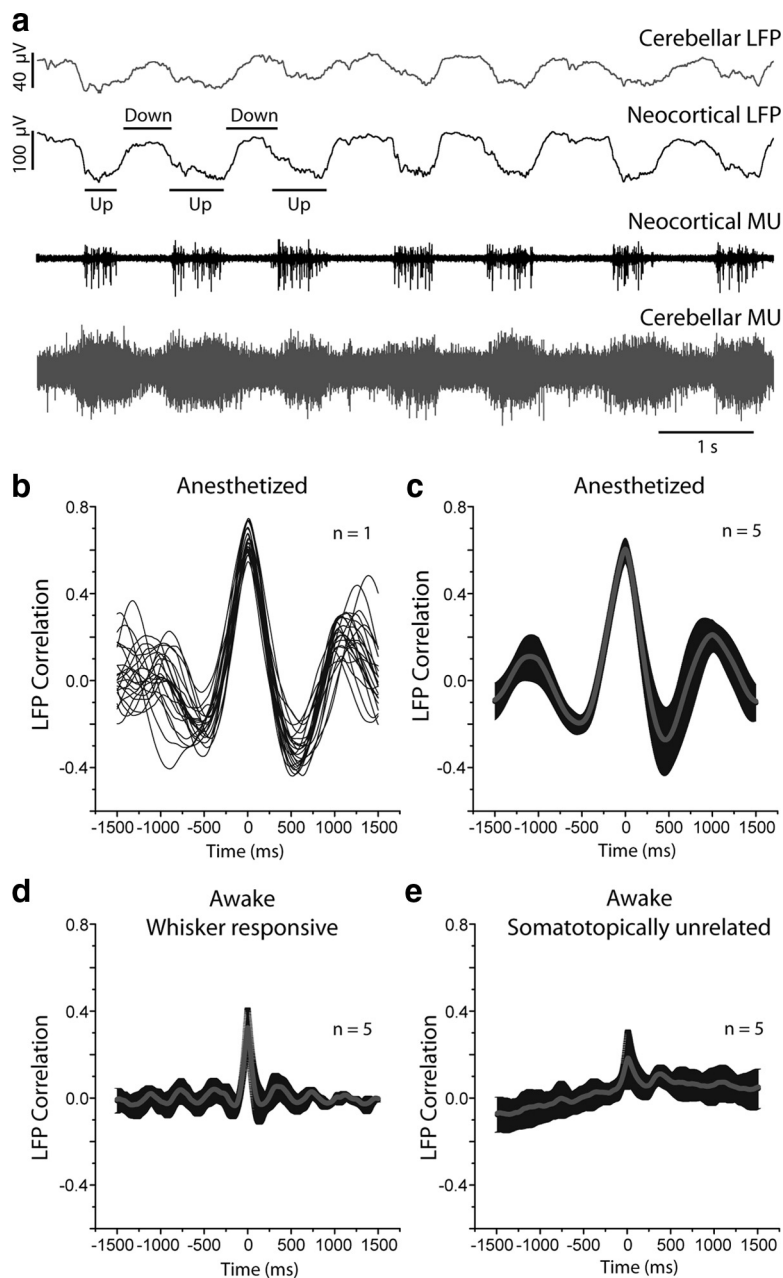 a
Cerebellar LFP
40 µV
Neocortical LFP
100 µV
Down
Down
Up
Up
Up
Neocortical MU
Cerebellar MU
1 s
b
Anesthetized
n = 1
0.8
0.4
0.0
-0.4
LFP Correlation
-1500 -1000 -500 0 500 1000 1500
Time (ms)
c
Anesthetized
n = 5
0.8
0.4
0.0
-0.4
LFP Correlation
-1500 -1000 -500 0 500 1000 1500
Time (ms)
d
Awake
Whisker responsive
n = 5
0.8
0.4
0.0
-0.4
LFP Correlation
-1500 -1000 -500 0 500 1000 1500
Time (ms)
e
Awake
Somatotopically unrelated
n = 5
0.8
0.4
0.0
-0.4
LFP Correlation
-1500 -1000 -500 0 500 1000 1500
Time (ms)